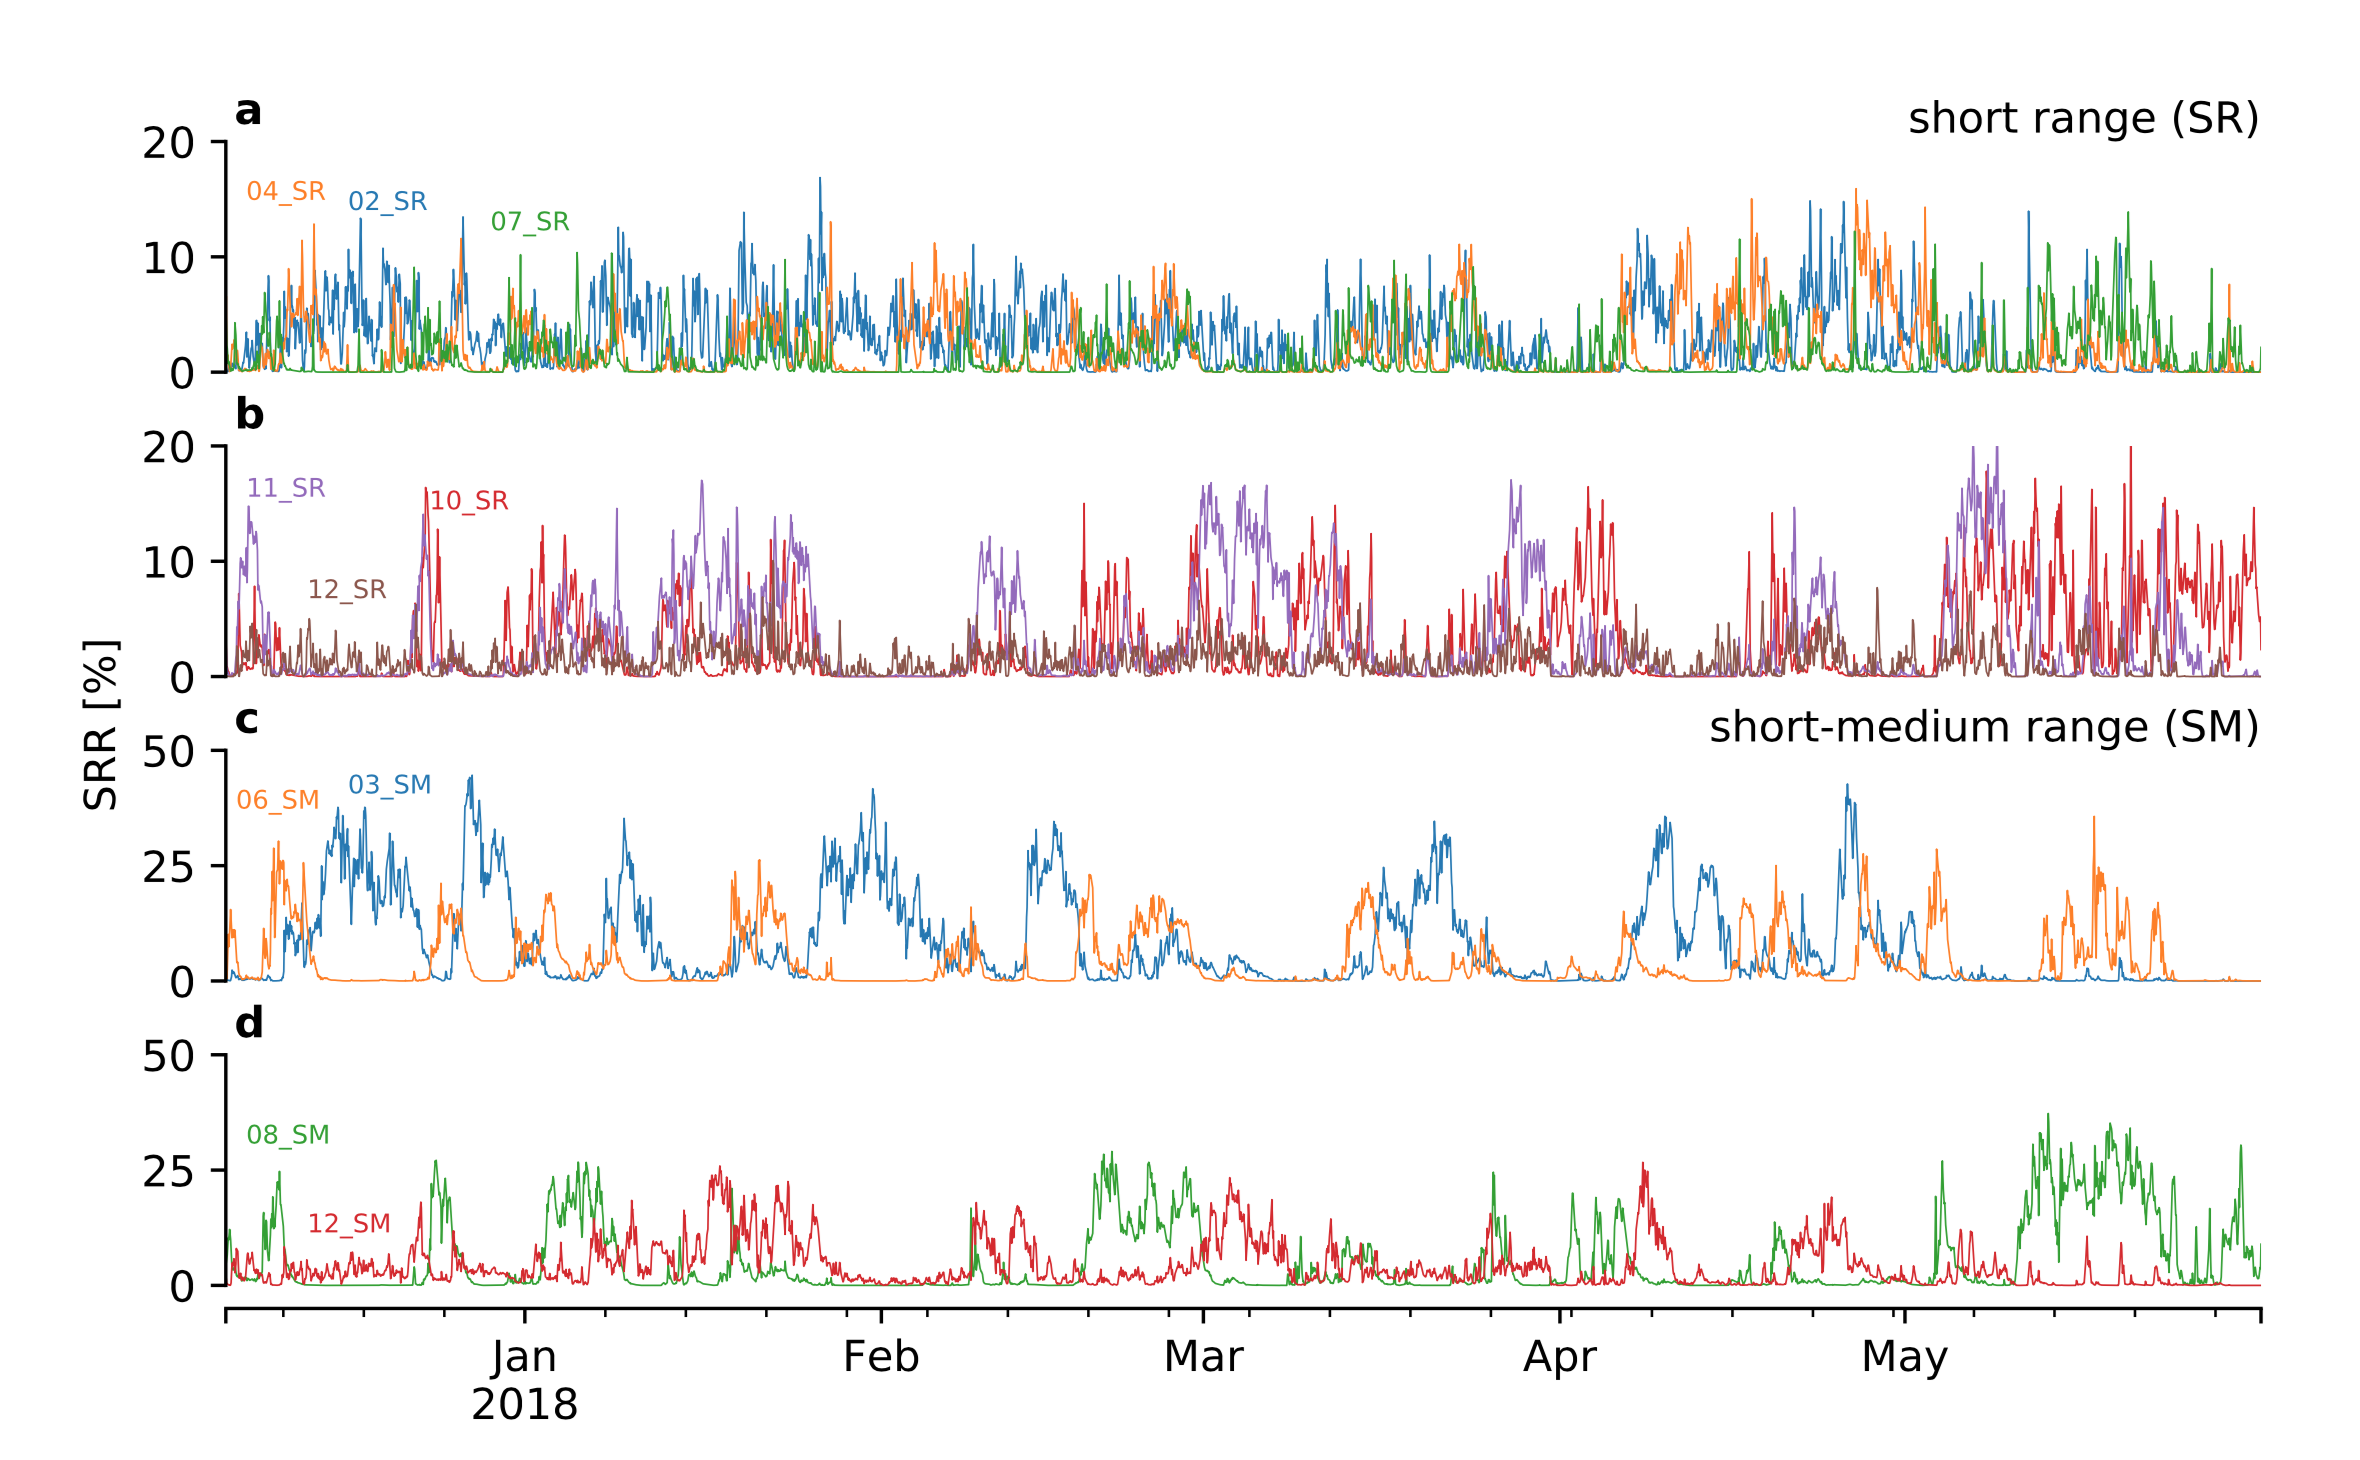 a
short range (SR)
20
04_SR
02_SR
07_SR
10
0
b
20
11_SR
10_SR
10
12_SR
0
SRR [%]
c
short-medium range (SM)
50
06_SM
03_SM
25
0
d
50
08_SM
25
12_SM
0
Jan Feb Mar Apr May
2018